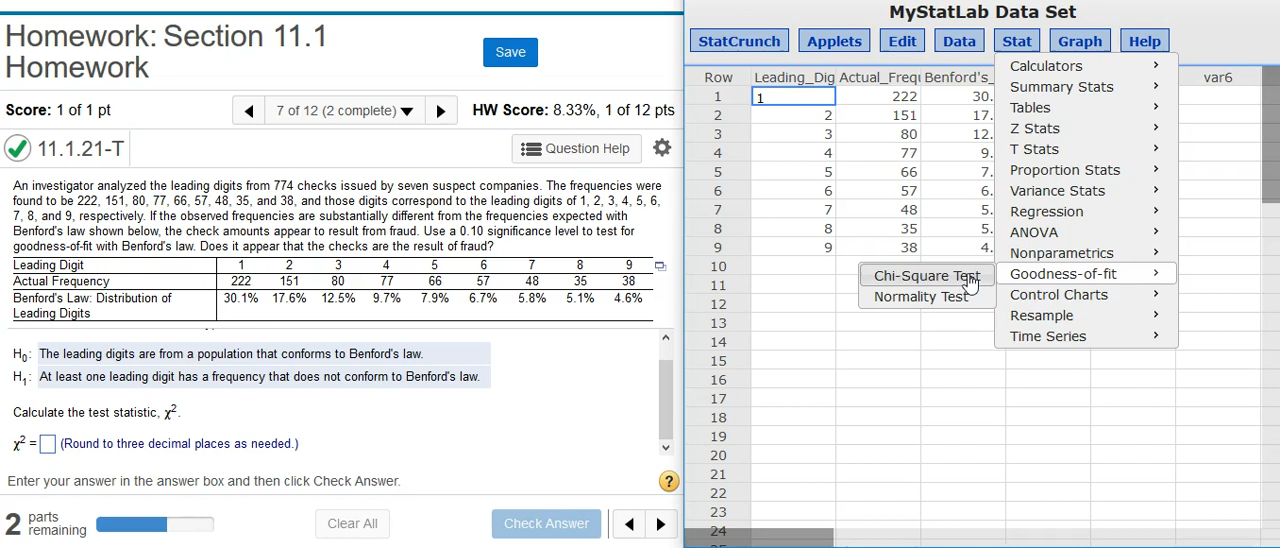 Homework: Section 11.1
Homework
Save
Score: 1 of 1 pt
7 of 12 (2 complete)
HW Score: 8.33%, 1 of 12 pts
11.1.21-T
Question Help
An investigator analyzed the leading digits from 774 checks issued by seven suspect companies. The frequencies were
found to be 222, 151, 80, 77, 66, 57, 48, 35, and 38, and those digits correspond to the leading digits of 1, 2, 3, 4, 5, 6,
7, 8, and 9, respectively. If the observed frequencies are substantially different from the frequencies expected with
Benford's law shown below, the check amounts appear to result from fraud. Use a 0.10 significance level to test for
goodness-of-fit with Benford's law. Does it appear that the checks are the result of fraud?
Leading Digit 1 2 3 4 5 6 7 8 9
Actual Frequency 222 151 80 77 66 57 48 35 38
Benford's Law: Distribution of 30.1% 17.6% 12.5% 9.7% 7.9% 6.7% 5.8% 5.1% 4.6%
Leading Digits
H0: The leading digits are from a population that conforms to Benford's law.
H1: At least one leading digit has a frequency that does not conform to Benford's law.
Calculate the test statistic, χ².
χ² = (Round to three decimal places as needed.)
Enter your answer in the answer box and then click Check Answer.
?
2 parts
remaining
Clear All
Check Answer
MyStatLab Data Set
StatCrunch Applets Edit Data Stat Graph Help
Row Leading_Dig Actual_Frequ Benford's_ var6
1 1 222 30.
2 2 151 17.
3 3 80 12.
4 4 77 9.
5 5 66 7.
6 6 57 6.
7 7 48 5.
8 8 35 5.
9 9 38 4.
10
11
12
13
14
15
16
17
18
19
20
21
22
23
24
Calculators
Summary Stats
Tables
Z Stats
T Stats
Proportion Stats
Variance Stats
Regression
ANOVA
Nonparametrics
Goodness-of-fit
Control Charts
Resample
Time Series
Chi-Square Test
Normality Test